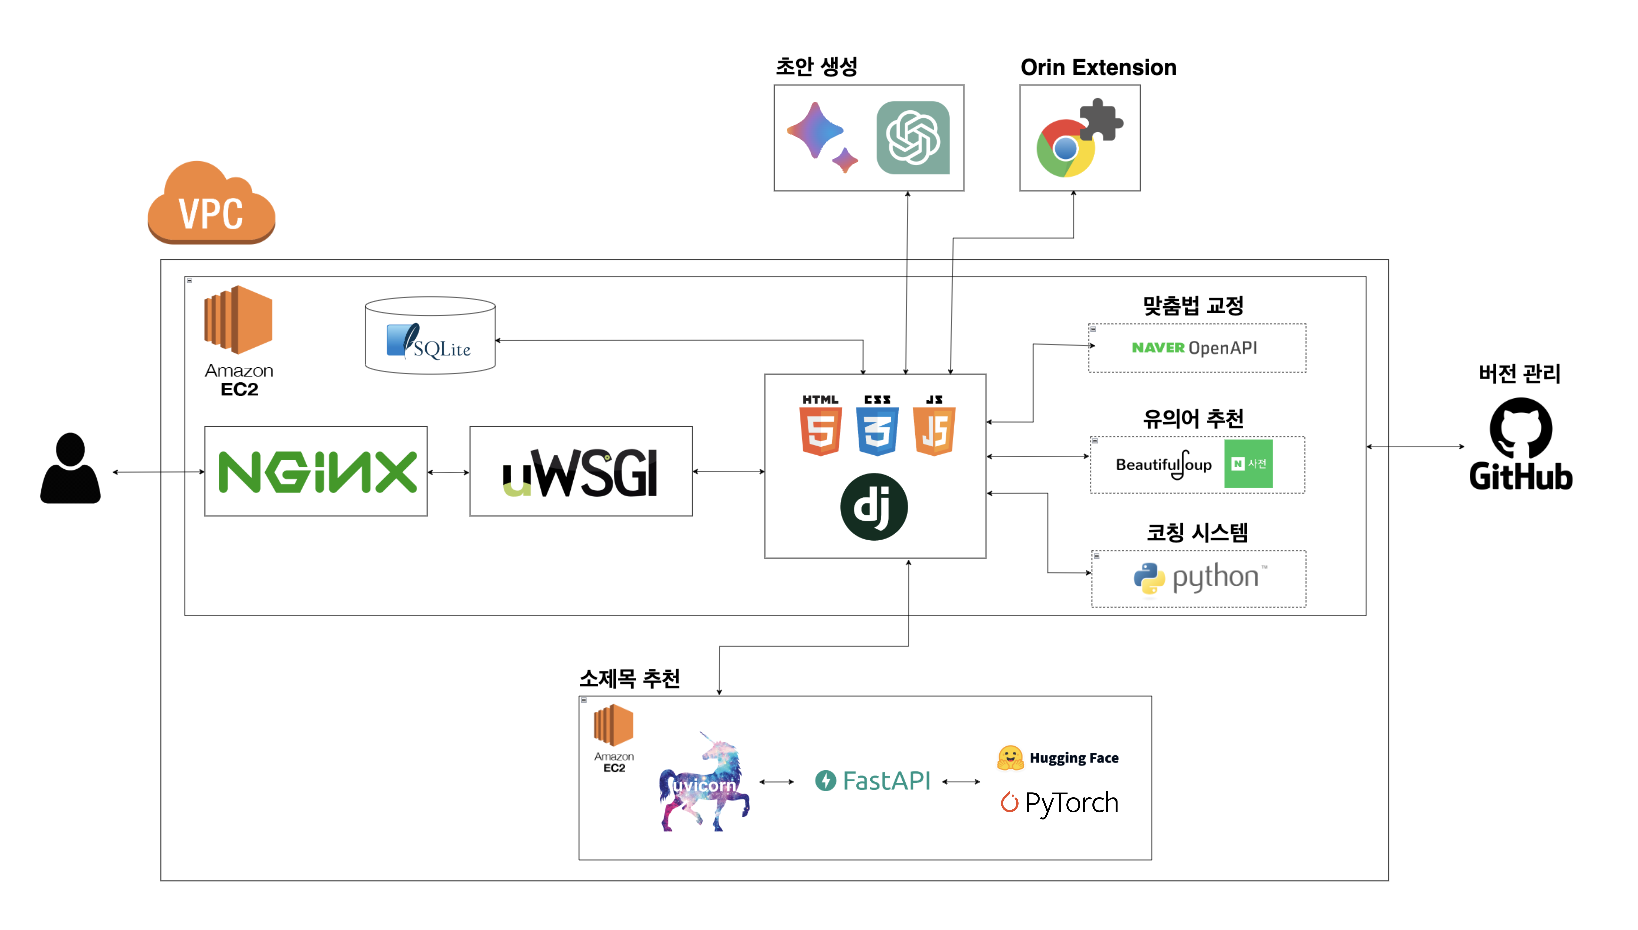 초안 생성
Orin Extension
VPC
Amazon
EC2
SQLite
맞춤법 교정
NAVER OpenAPI
HTML
CSS
JS
5
3
JS
dj
유의어 추천
BeautifulSoup
N 사전
버전 관리
GitHub
NGINX
uWSGI
코칭 시스템
python™
소제목 추천
Amazon
EC2
uvicorn
FastAPI
Hugging Face
PyTorch